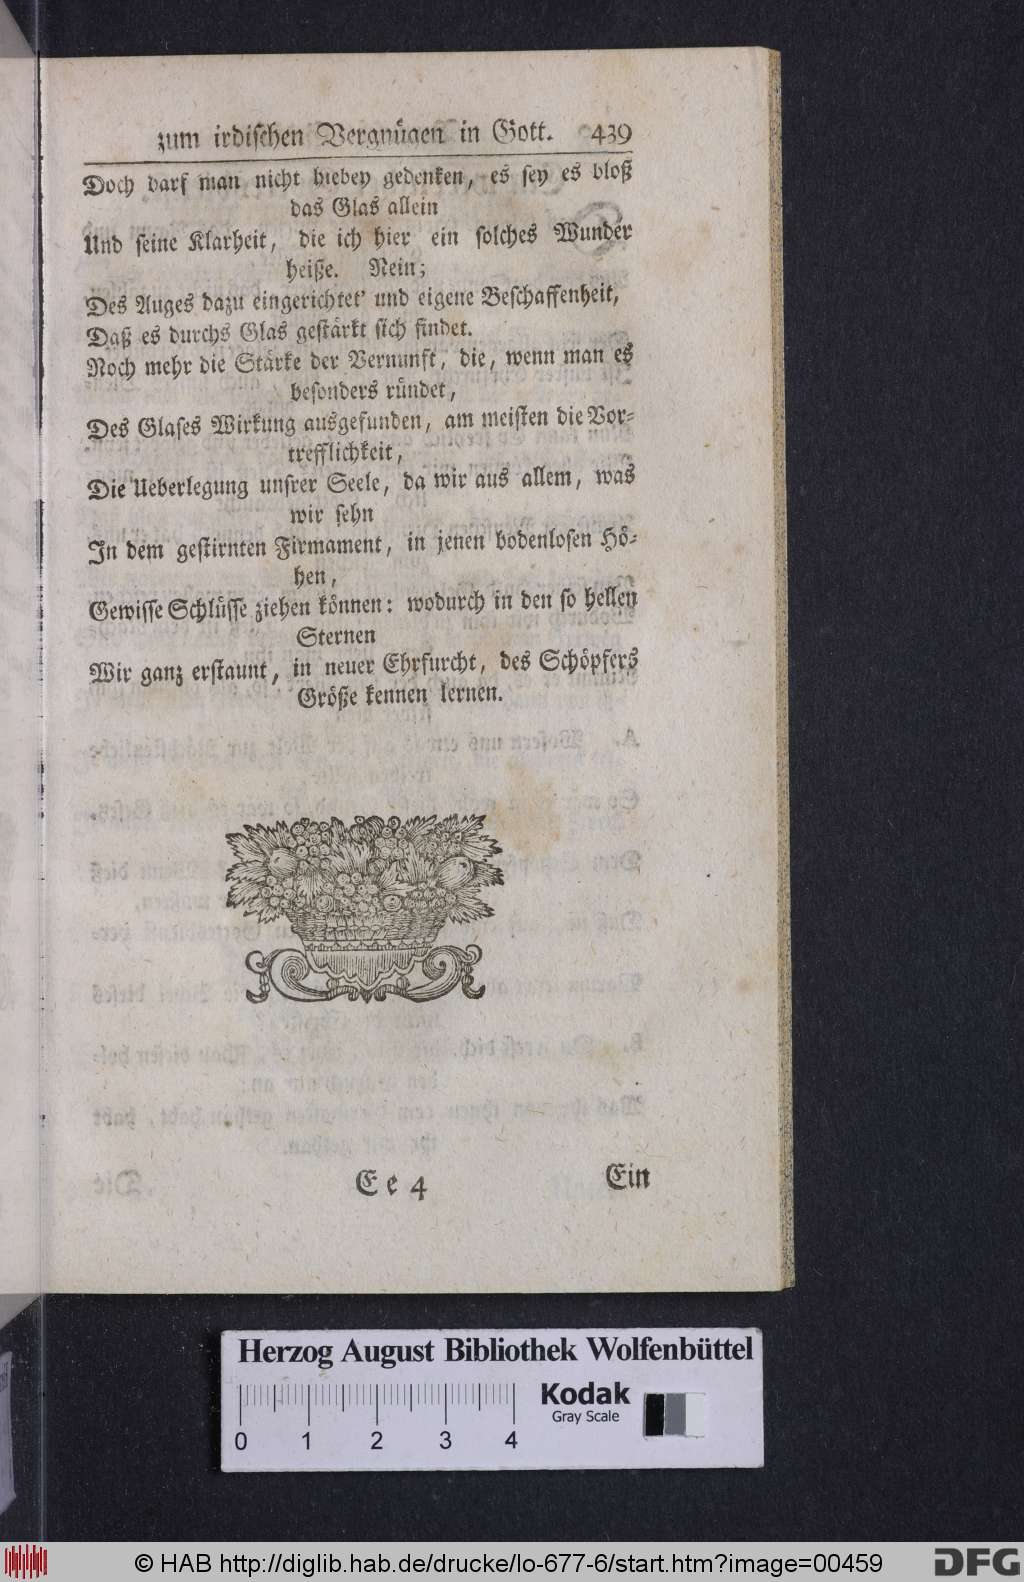 zum irdischen Vergnügen in Gott. 439
Doch darf man nicht hiebey gedenken, es sey es bloß
das Glas allein
Und seine Klarheit, die ich hier ein solches Wunder
heiße. Nein;
Des Auges dazu eingerichtet' und eigene Beschaffenheit,
Daß es durchs Glas gestärkt sich findet.
Noch mehr die Stärke der Vernunft, die, wenn man es
besonders ründet,
Des Glases Wirkung ausgefunden, am meisten die Vor-
trefflichkeit,
Die Ueberlegung unsrer Seele, da wir aus allem, was
wir sehn
In dem gestirnten Firmament, in jenen bodenlosen Hö-
hen,
Gewisse Schlüsse ziehen können: wodurch in den so hellen
Sternen
Wir ganz erstaunt, in neuer Ehrfurcht, des Schöpfers
Größe kennen lernen.
Ee 4
Ein
Herzog August Bibliothek Wolfenbüttel
Kodak
Gray Scale
0 1 2 3 4
© HAB http://diglib.hab.de/drucke/lo-677-6/start.htm?image=00459
DFG